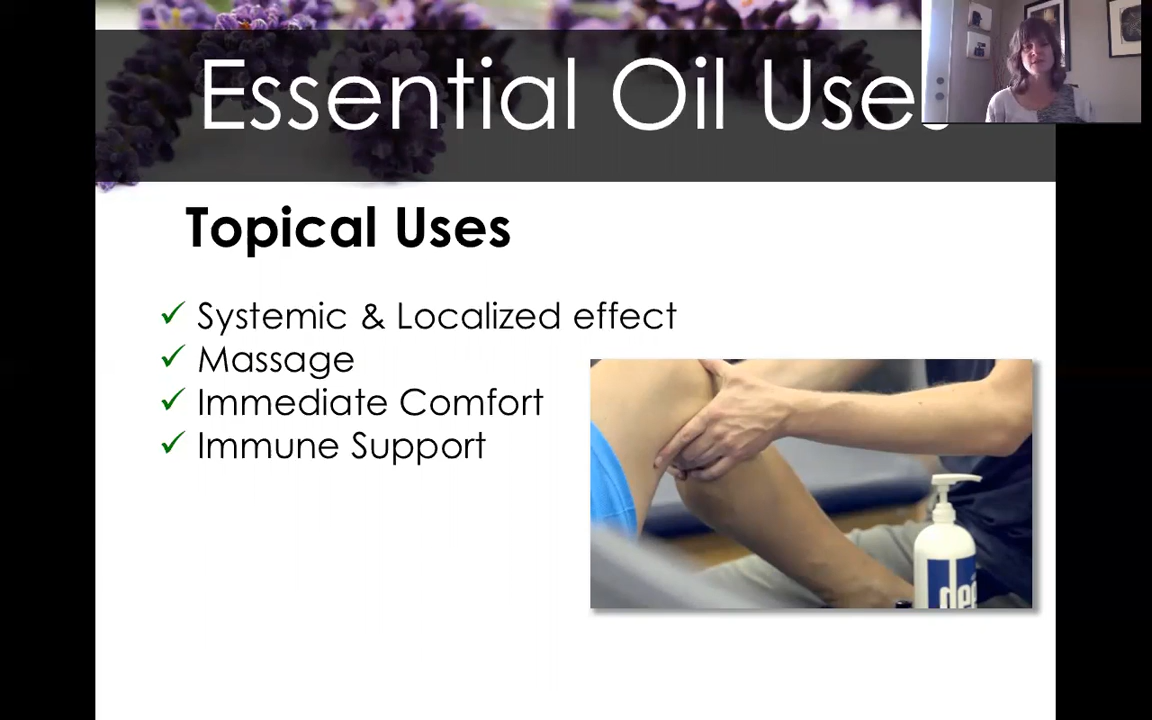 Essential Oil Uses
Topical Uses
✓ Systemic & Localized effect
✓ Massage
✓ Immediate Comfort
✓ Immune Support